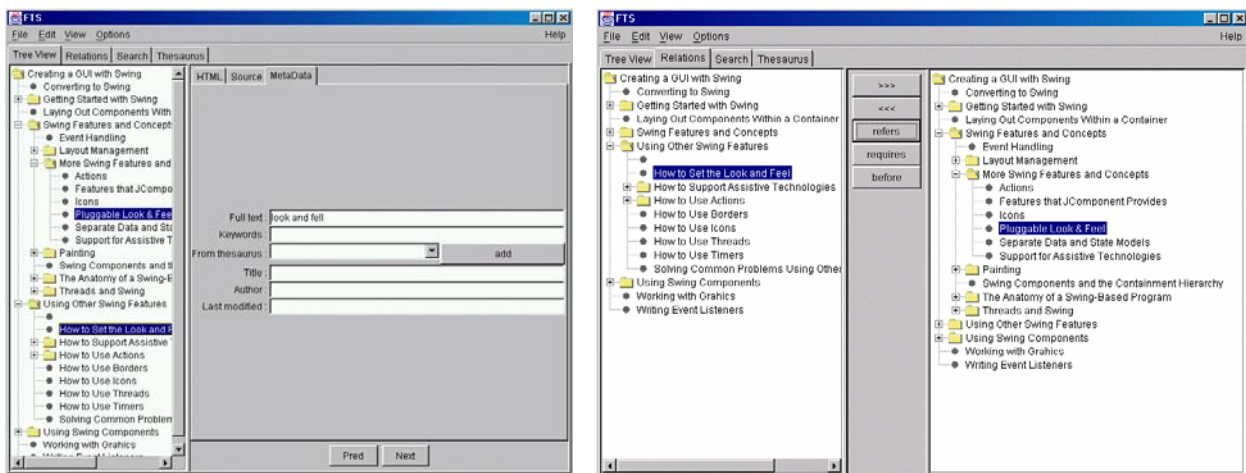 FTS
File Edit View Options Help
Tree View Relations Search Thesaurus
Creating a GUI with Swing
Converting to Swing
Getting Started with Swing
Laying Out Components With
Swing Features and Concept
Event Handling
Layout Management
More Swing Features and
Actions
Features that JCompo
Icons
Pluggable Look & Fee
Separate Data and Sta
Support for Assistive T
Painting
Swing Components and t
The Anatomy of a Swing-E
Threads and Swing
Using Other Swing Features
How to Set the Look and F
How to Support Assistive
How to Use Actions
How to Use Borders
How to Use Icons
How to Use Threads
How to Use Timers
Solving Common Problem
Using Swing Components
Working with Grahics
Writing Event Listeners
HTML Source MetaData
Full text : look and fell
Keywords :
From thesaurus : add
Title :
Author :
Last modified :
Pred Next
FTS
File Edit View Options Help
Tree View Relations Search Thesaurus
Creating a GUI with Swing
Converting to Swing
Getting Started with Swing
Laying Out Components Within a Container
Swing Features and Concepts
Using Other Swing Features
How to Set the Look and Feel
How to Support Assistive Technologies
How to Use Actions
How to Use Borders
How to Use Icons
How to Use Threads
How to Use Timers
Solving Common Problems Using Other
Using Swing Components
Working with Grahics
Writing Event Listeners
>>>
<<<
refers
requires
before
Creating a GUI with Swing
Converting to Swing
Getting Started with Swing
Laying Out Components Within a Container
Swing Features and Concepts
Event Handling
Layout Management
More Swing Features and Concepts
Actions
Features that JComponent Provides
Icons
Pluggable Look & Feel
Separate Data and State Models
Support for Assistive Technologies
Painting
Swing Components and the Containment Hierarchy
The Anatomy of a Swing-Based Program
Threads and Swing
Using Other Swing Features
Using Swing Components
Working with Grahics
Writing Event Listeners